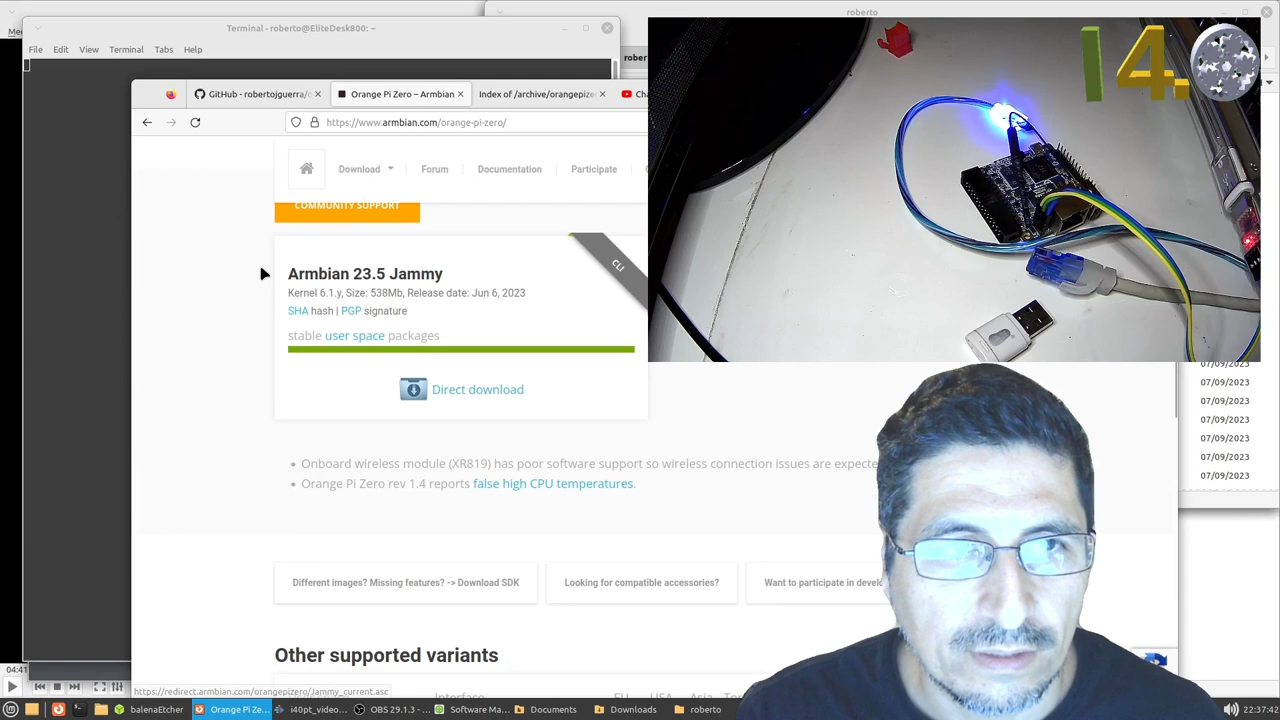 roberto
Terminal - roberto@EliteDesk800: ~
File Edit View Terminal Tabs Help
GitHub - robertojguerra/
Orange Pi Zero – Armbian
Index of /archive/orangepize
https://www.armbian.com/orange-pi-zero/
Download
Forum
Documentation
Participate
COMMUNITY SUPPORT
CLI
Armbian 23.5 Jammy
Kernel 6.1.y, Size: 538Mb, Release date: Jun 6, 2023
SHA hash | PGP signature
stable user space packages
Direct download
Onboard wireless module (XR819) has poor software support so wireless connection issues are expecte
Orange Pi Zero rev 1.4 reports false high CPU temperatures.
Different images? Missing features? -> Download SDK
Looking for compatible accessories?
Want to participate in develo
Other supported variants
14.
07/09/2023
07/09/2023
07/09/2023
07/09/2023
07/09/2023
07/09/2023
04:41
https://redirect.armbian.com/orangepizero/Jammy_current.asc
balenaEtcher
Orange Pi Ze...
i40pt_video...
OBS 29.1.3 - ...
Software Ma...
Documents
Downloads
roberto
22:37:42